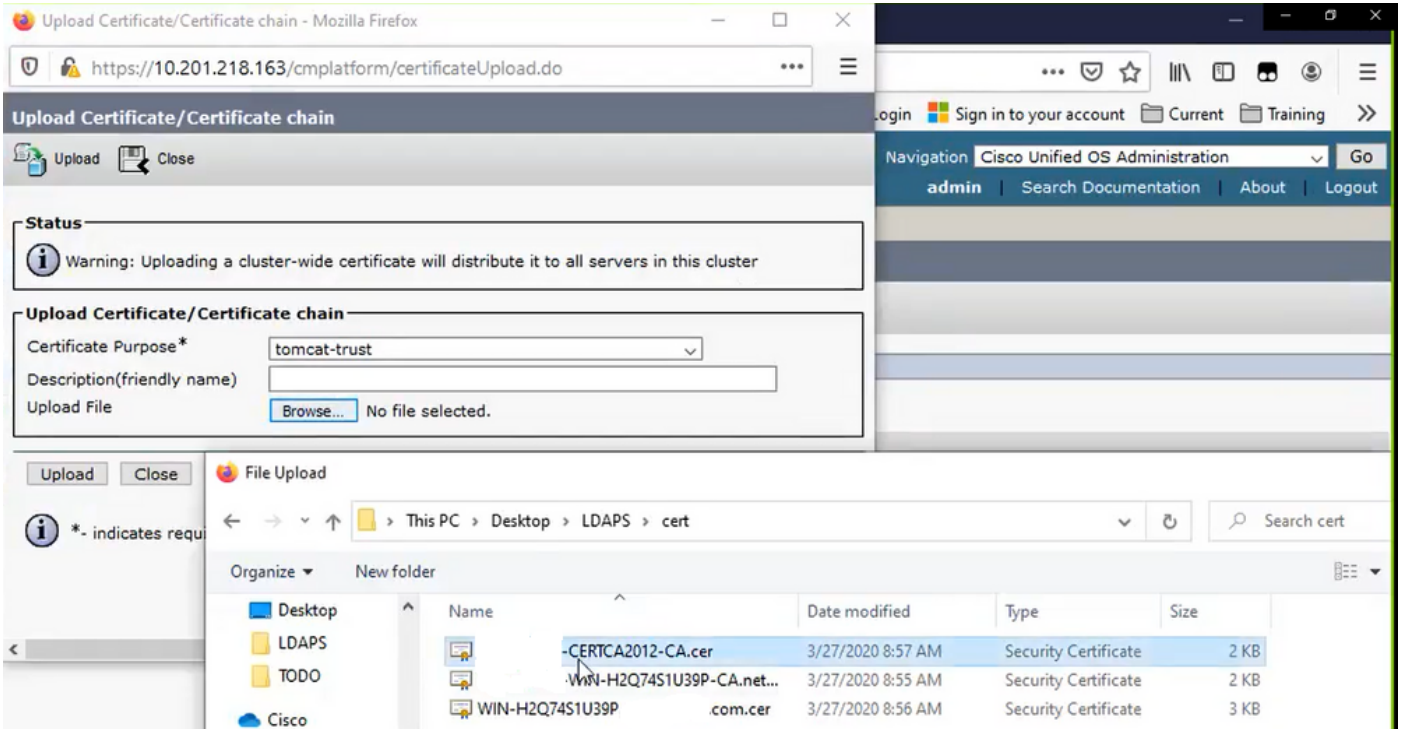 Upload Certificate/Certificate chain - Mozilla Firefox
https://10.201.218.163/cmplatform/certificateUpload.do
Upload Certificate/Certificate chain
Upload Close
Status
Warning: Uploading a cluster-wide certificate will distribute it to all servers in this cluster
Upload Certificate/Certificate chain
Certificate Purpose* tomcat-trust
Description(friendly name)
Upload File Browse... No file selected.
Upload Close
*- indicates requi
Sign in to your account Current Training
Navigation Cisco Unified OS Administration Go
admin | Search Documentation | About | Logout
File Upload
This PC > Desktop > LDAPS > cert Search cert
Organize New folder
Desktop
LDAPS
TODO
Cisco
Name Date modified Type Size
-CERTCA2012-CA.cer 3/27/2020 8:57 AM Security Certificate 2 KB
WIN-H2Q74S1U39P-CA.net... 3/27/2020 8:55 AM Security Certificate 2 KB
WIN-H2Q74S1U39P .com.cer 3/27/2020 8:56 AM Security Certificate 3 KB